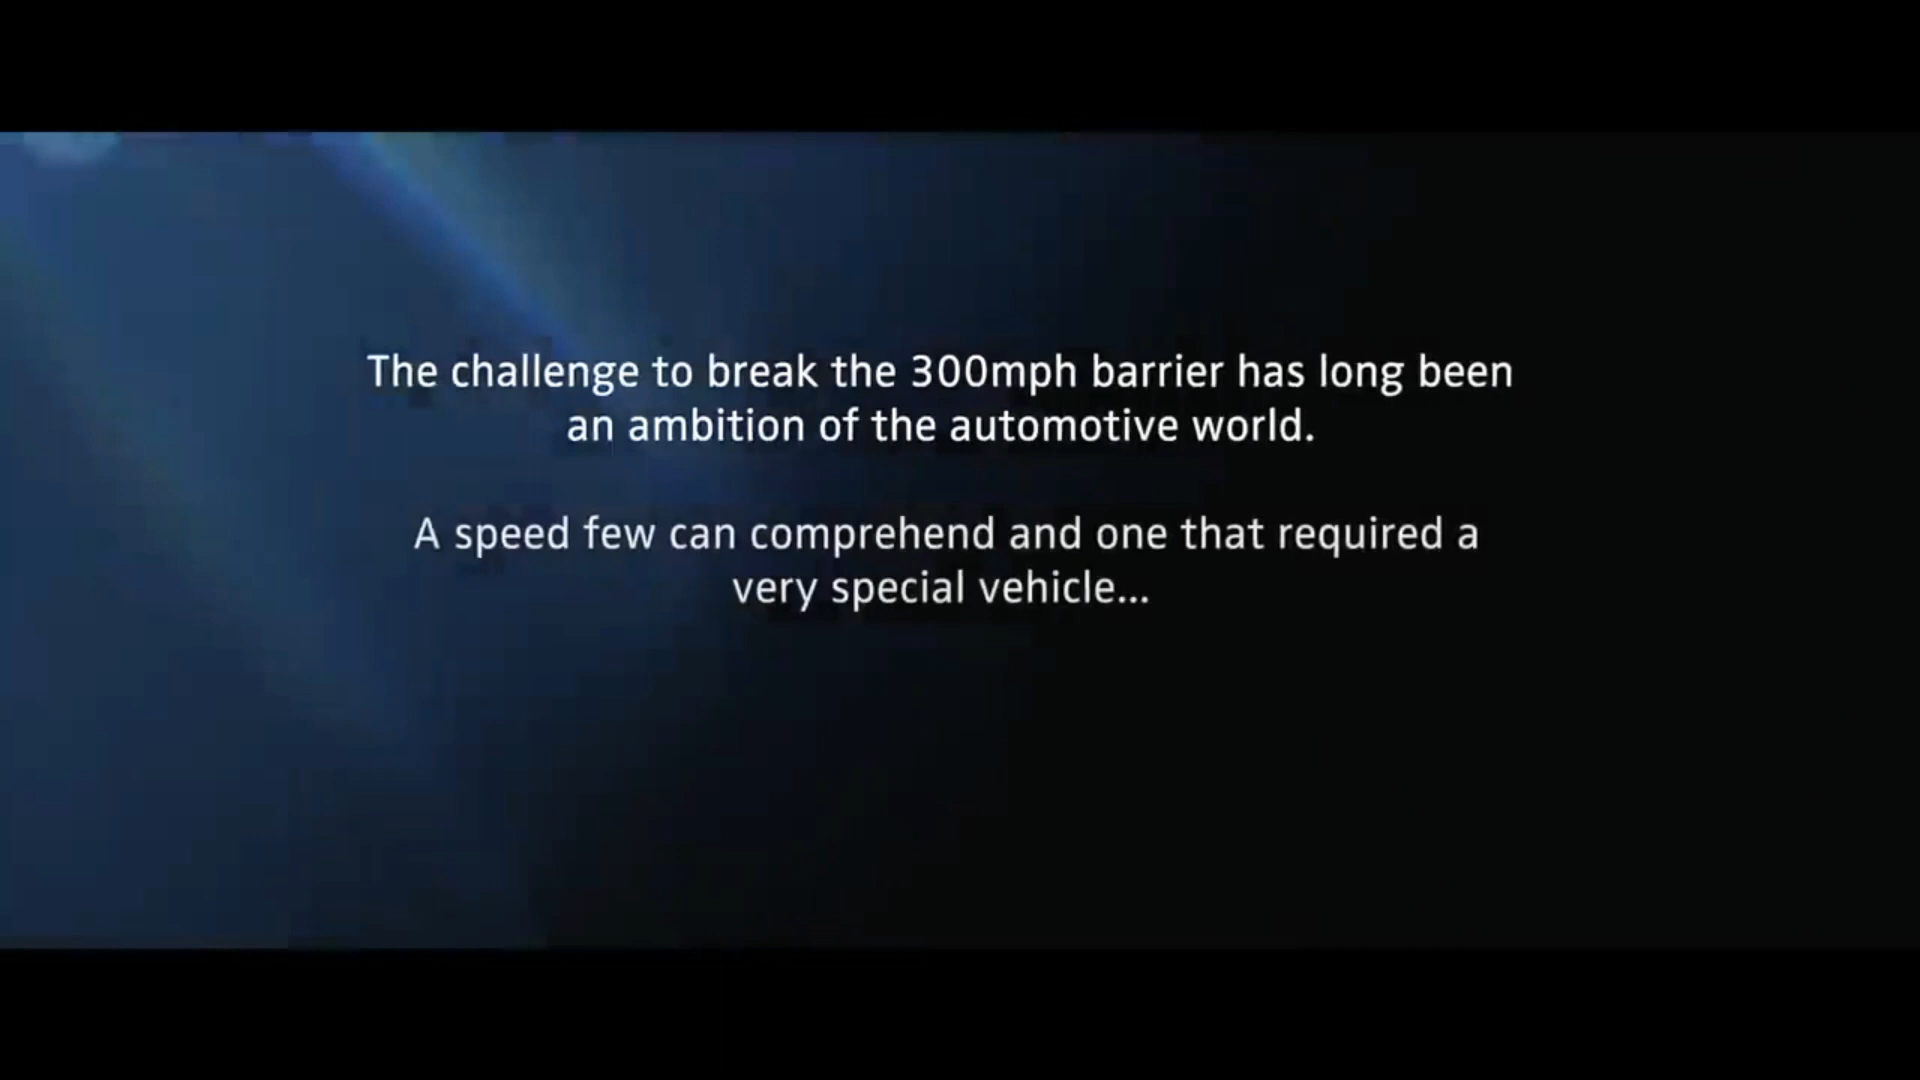 The challenge to break the 300mph barrier has long been
an ambition of the automotive world.
A speed few can comprehend and one that required a
very special vehicle...